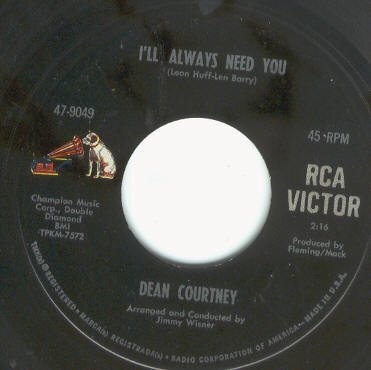 I'LL ALWAYS NEED YOU
(Leon Huff-Len Barry)
47-9049
45 RPM
RCA
VICTOR
2:16
Champion Music
Corp., Double
Diamond
BMI
TPKM-7572
Produced by
Fleming/Mack
DEAN COURTNEY
Arranged and Conducted by
Jimmy Wisner
TMK(s) ® REGISTERED • MARCA(s) REGISTRADA(s) • RADIO CORPORATION OF AMERICA—MADE IN U.S.A.